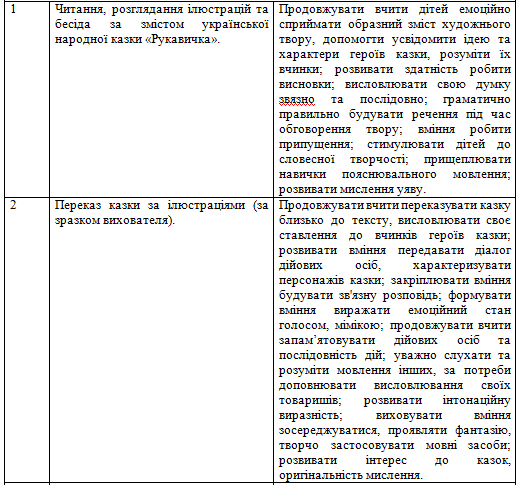 1
Читання, розглядання ілюстрацій та
бесіда за змістом української
народної казки «Рукавичка».
Продовжувати вчити дітей емоційно
сприймати образний зміст художнього
твору, допомогти усвідомити ідею та
характери героїв казки, розуміти їх
вчинки; розвивати здатність робити
висновки; висловлювати свою думку
звязно та послідовно; граматично
правильно будувати речення під час
обговорення твору; вміння робити
припущення; стимулювати дітей до
словесної творчості; прищеплювати
навички пояснювального мовлення;
розвивати мислення уяву.
2
Переказ казки за ілюстраціями (за
зразком вихователя).
Продовжувати вчити переказувати казку
близько до тексту, висловлювати своє
ставлення до вчинків героїв казки;
розвивати вміння передавати діалог
дійових осіб, характеризувати
персонажів казки; закріплювати вміння
будувати зв'язну розповідь; формувати
вміння виражати емоційний стан
голосом, мімікою; продовжувати вчити
запам’ятовувати дійових осіб та
послідовність дій; уважно слухати та
розуміти мовлення інших, за потреби
доповнювати висловлювання своїх
товаришів; розвивати інтонаційну
виразність; виховувати вміння
зосереджуватися, проявляти фантазію,
творчо застосовувати мовні засоби;
розвивати інтерес до казок,
оригінальність мислення.